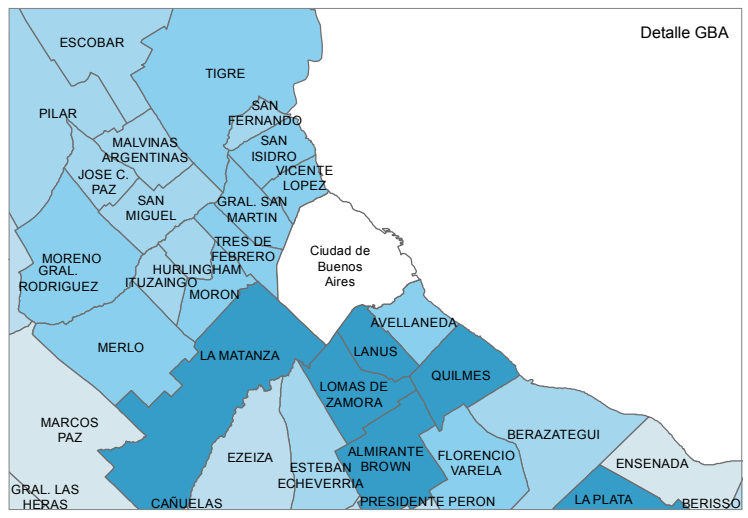 Detalle GBA
ESCOBAR
TIGRE
PILAR
SAN
FERNANDO
MALVINAS
ARGENTINAS
SAN
ISIDRO
JOSE C.
PAZ
VICENTE
LOPEZ
SAN
MIGUEL
GRAL. SAN
MARTIN
TRES DE
FEBRERO
Ciudad de
Buenos
Aires
MORENO
GRAL.
RODRIGUEZ
HURLINGHAM
ITUZAINGO
MORON
AVELLANEDA
MERLO
LA MATANZA
LANUS
QUILMES
LOMAS DE
ZAMORA
MARCOS
PAZ
BERAZATEGUI
EZEIZA
ESTEBAN
ECHEVERRIA
ALMIRANTE
BROWN
FLORENCIO
VARELA
ENSENADA
GRAL. LAS
HERAS
CAÑUELAS
PRESIDENTE PERON
LA PLATA
BERISSO